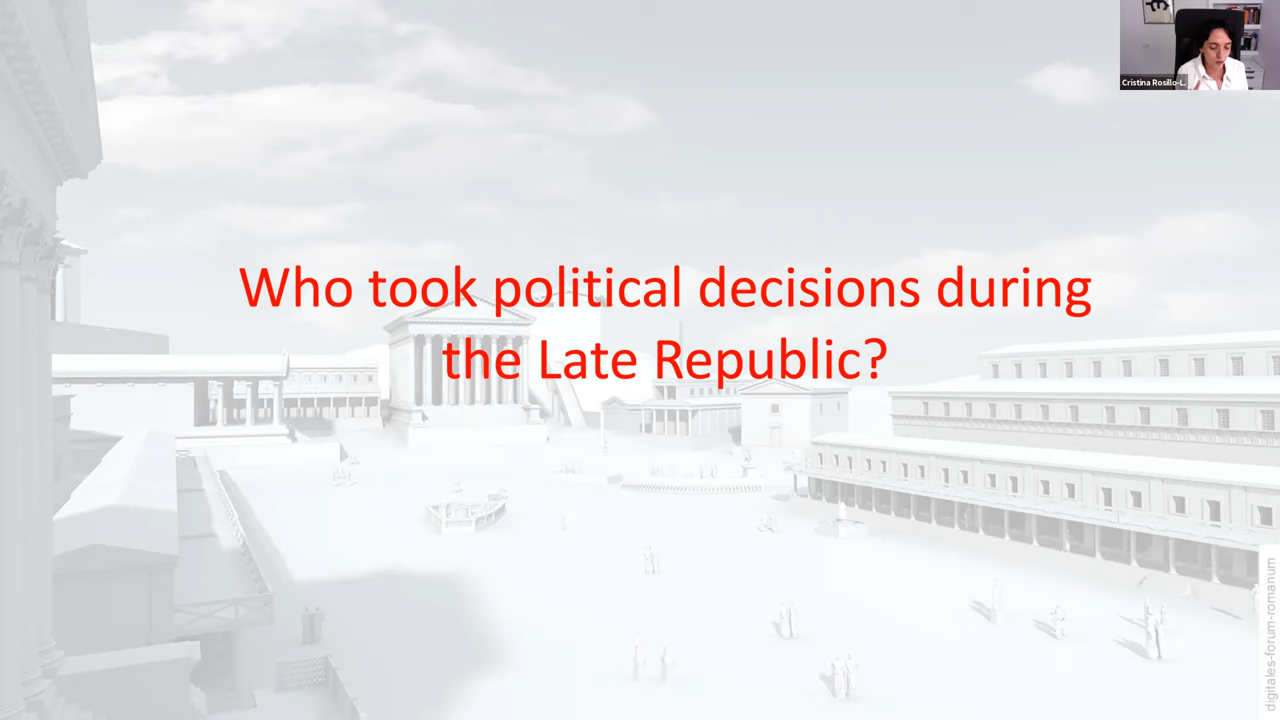 Cristina Rosillo-L.
Who took political decisions during
the Late Republic?
digitales-forum-romanum